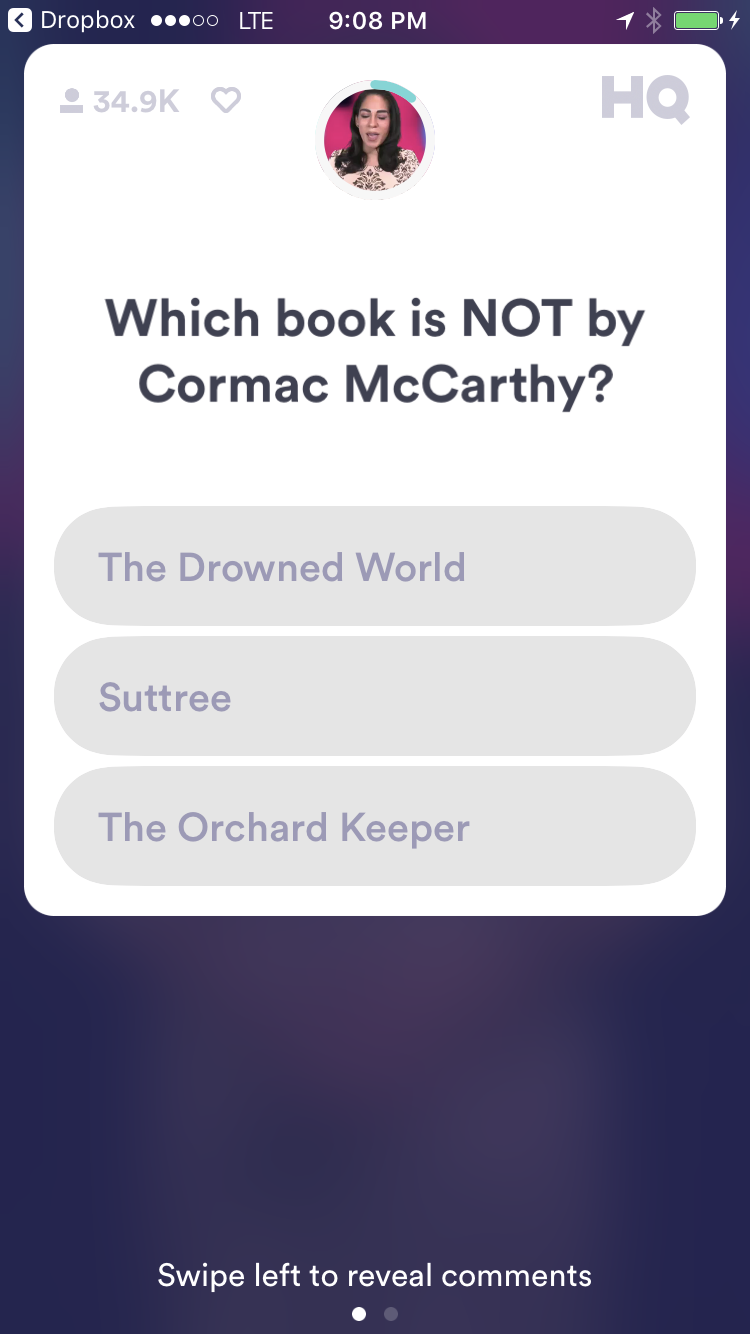 Dropbox LTE 9:08 PM
34.9K HQ
Which book is NOT by
Cormac McCarthy?
The Drowned World
Suttree
The Orchard Keeper
Swipe left to reveal comments